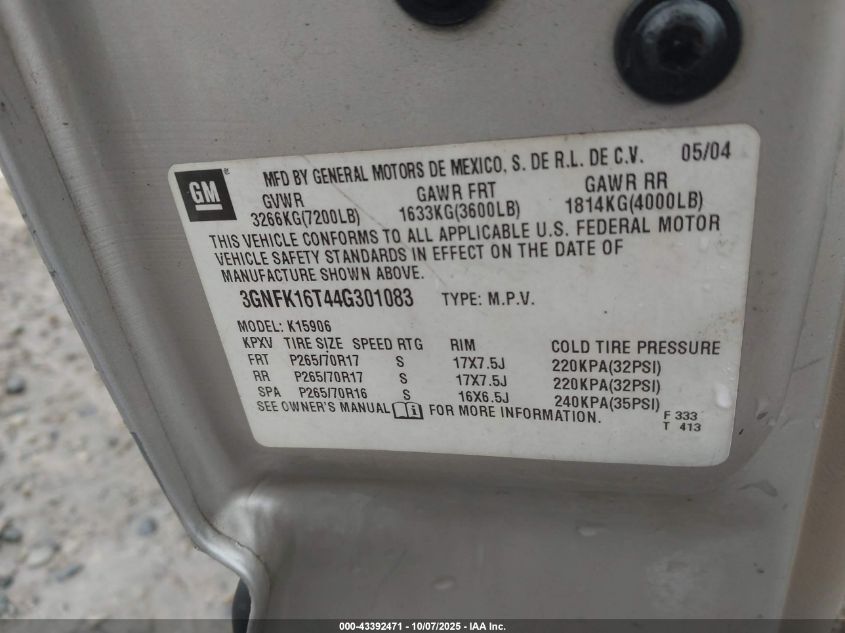 GM
MFD BY GENERAL MOTORS DE MEXICO, S. DE R.L. DE C.V. 05/04
GVWR GAWR FRT GAWR RR
3266KG(7200LB) 1633KG(3600LB) 1814KG(4000LB)
THIS VEHICLE CONFORMS TO ALL APPLICABLE U.S. FEDERAL MOTOR
VEHICLE SAFETY STANDARDS IN EFFECT ON THE DATE OF
MANUFACTURE SHOWN ABOVE.
3GNFK16T44G301083 TYPE: M.P.V.
MODEL: K15906
KPXV TIRE SIZE SPEED RTG RIM COLD TIRE PRESSURE
FRT P265/70R17 S 17X7.5J 220KPA(32PSI)
RR P265/70R17 S 17X7.5J 220KPA(32PSI)
SPA P265/70R16 S 16X6.5J 240KPA(35PSI)
SEE OWNER'S MANUAL FOR MORE INFORMATION.
F 333
T 413
000-43392471 - 10/07/2025 - IAA Inc.